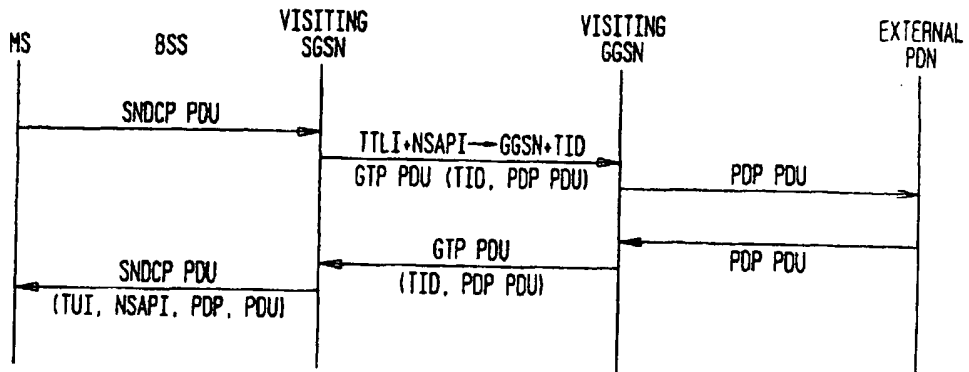 MS
BSS
VISITING
SGSN
VISITING
GGSN
EXTERNAL
PDN
SNDCP PDU
TTLI+NSAPI→GGSN+TID
GTP PDU (TID, PDP PDU)
PDP PDU
PDP PDU
GTP PDU
(TID, PDP PDU)
SNDCP PDU
(TUI, NSAPI, PDP, PDU)